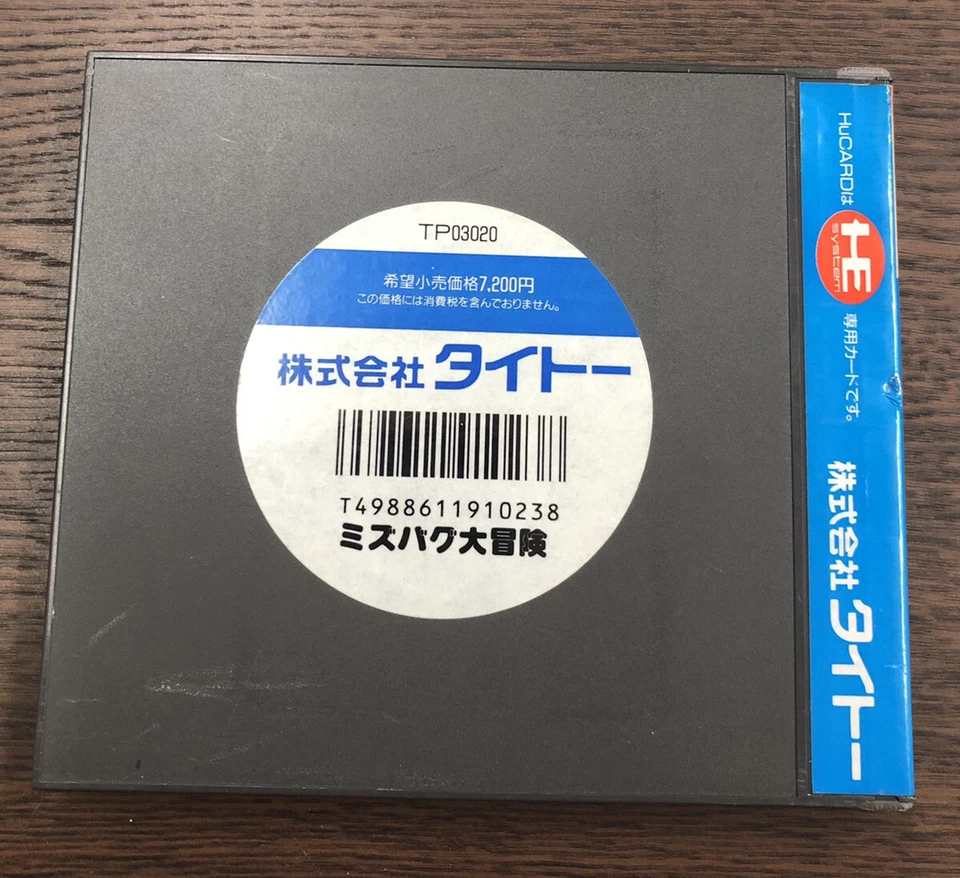 TP03020
希望小売価格7,200円
この価格には消費税を含んでおりません。
株式会社タイトー
T4988611910238
ミズバグ大冒険
HuCARDは HE system 専用カードです。 株式会社タイトー